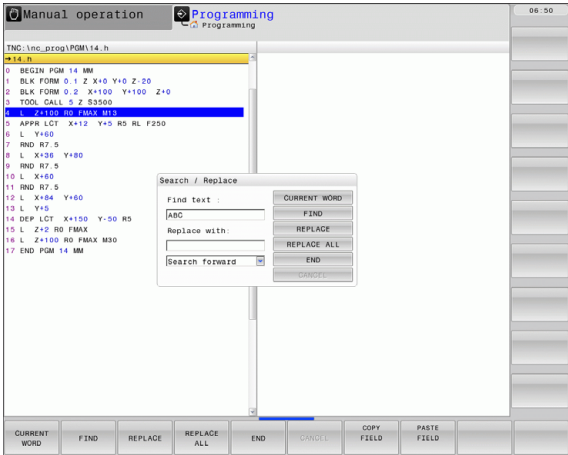 Manual operation
Programming
Programming
06:50
TNC:\nc_prog\PGM\14.h
→14.h
0 BEGIN PGM 14 MM
1 BLK FORM 0.1 Z X+0 Y+0 Z-20
2 BLK FORM 0.2 X+100 Y+100 Z+0
3 TOOL CALL 5 Z S3500
4 L Z+100 R0 FMAX M13
5 APPR LCT X+12 Y+5 R5 RL F250
6 L Y+60
7 RND R7.5
8 L X+36 Y+80
9 RND R7.5
10 L X+60
11 RND R7.5
12 L X+84 Y+60
13 L Y+5
14 DEP LCT X+150 Y-50 R5
15 L Z+2 R0 FMAX
16 L Z+100 R0 FMAX M30
17 END PGM 14 MM
Search / Replace
Find text :
ABC
Replace with:
Search forward
CURRENT WORD
FIND
REPLACE
REPLACE ALL
END
CANCEL
CURRENT
WORD
FIND
REPLACE
REPLACE
ALL
END
CANCEL
COPY
FIELD
PASTE
FIELD